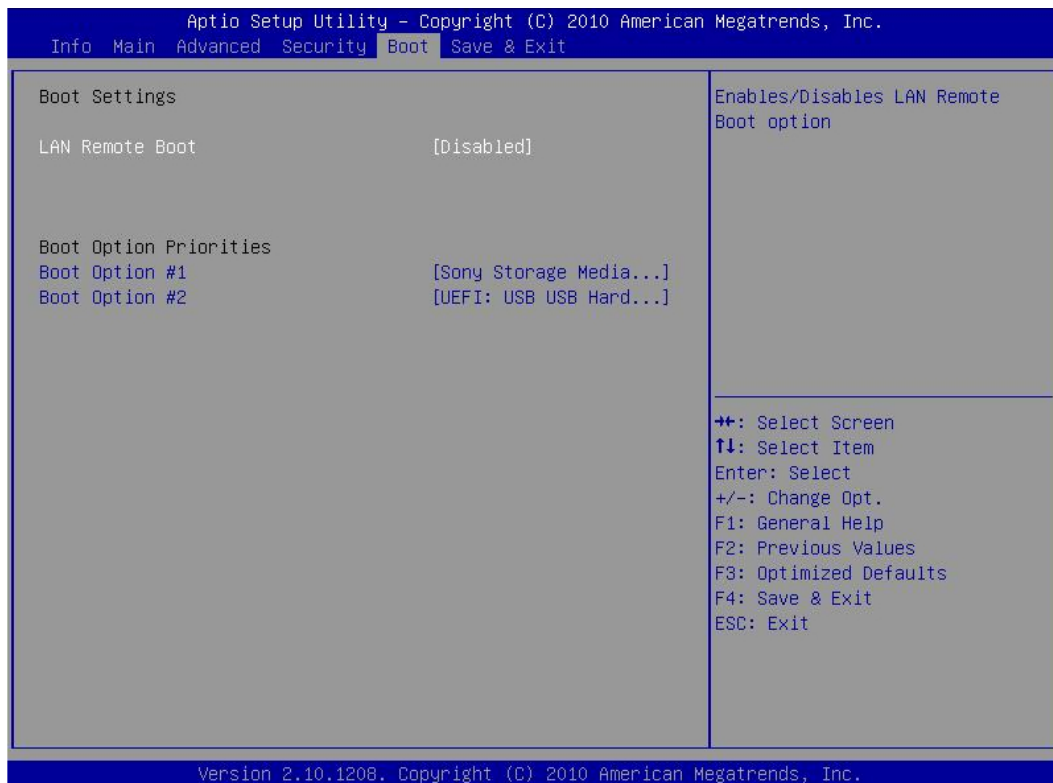 Aptio Setup Utility – Copyright (C) 2010 American Megatrends, Inc.
Info Main Advanced Security Boot Save & Exit
Boot Settings
LAN Remote Boot [Disabled]
Boot Option Priorities
Boot Option #1 [Sony Storage Media...]
Boot Option #2 [UEFI: USB USB Hard...]
Enables/Disables LAN Remote
Boot option
→←: Select Screen
↑↓: Select Item
Enter: Select
+/-: Change Opt.
F1: General Help
F2: Previous Values
F3: Optimized Defaults
F4: Save & Exit
ESC: Exit
Version 2.10.1208. Copyright (C) 2010 American Megatrends, Inc.